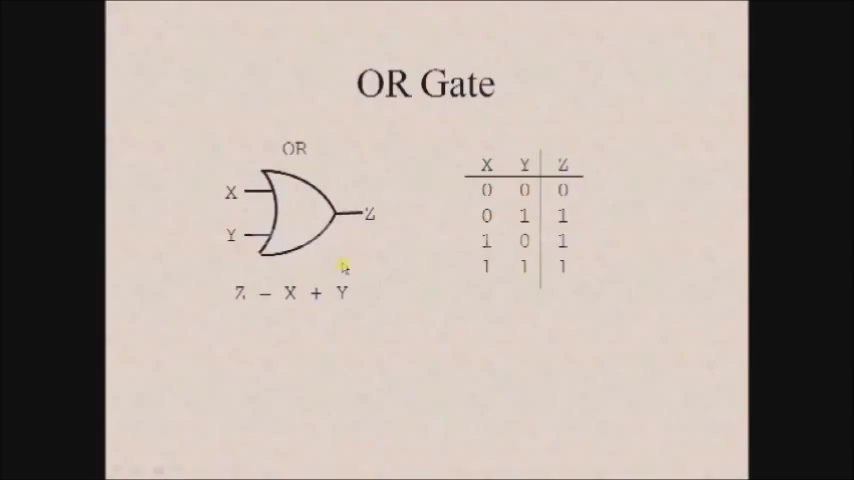 OR Gate
OR
X
Y
Z
Z = X + Y
X Y Z
0 0 0
0 1 1
1 0 1
1 1 1